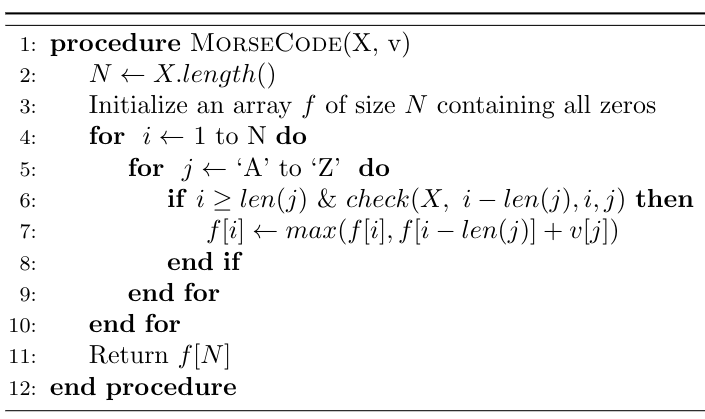 1: procedure MORSECODE(X, v)
2: N ← X.length()
3: Initialize an array f of size N containing all zeros
4: for i ← 1 to N do
5: for j ← ‘A’ to ‘Z’ do
6: if i ≥ len(j) & check(X, i − len(j), i, j) then
7: f[i] ← max(f[i], f[i − len(j)] + v[j])
8: end if
9: end for
10: end for
11: Return f[N]
12: end procedure